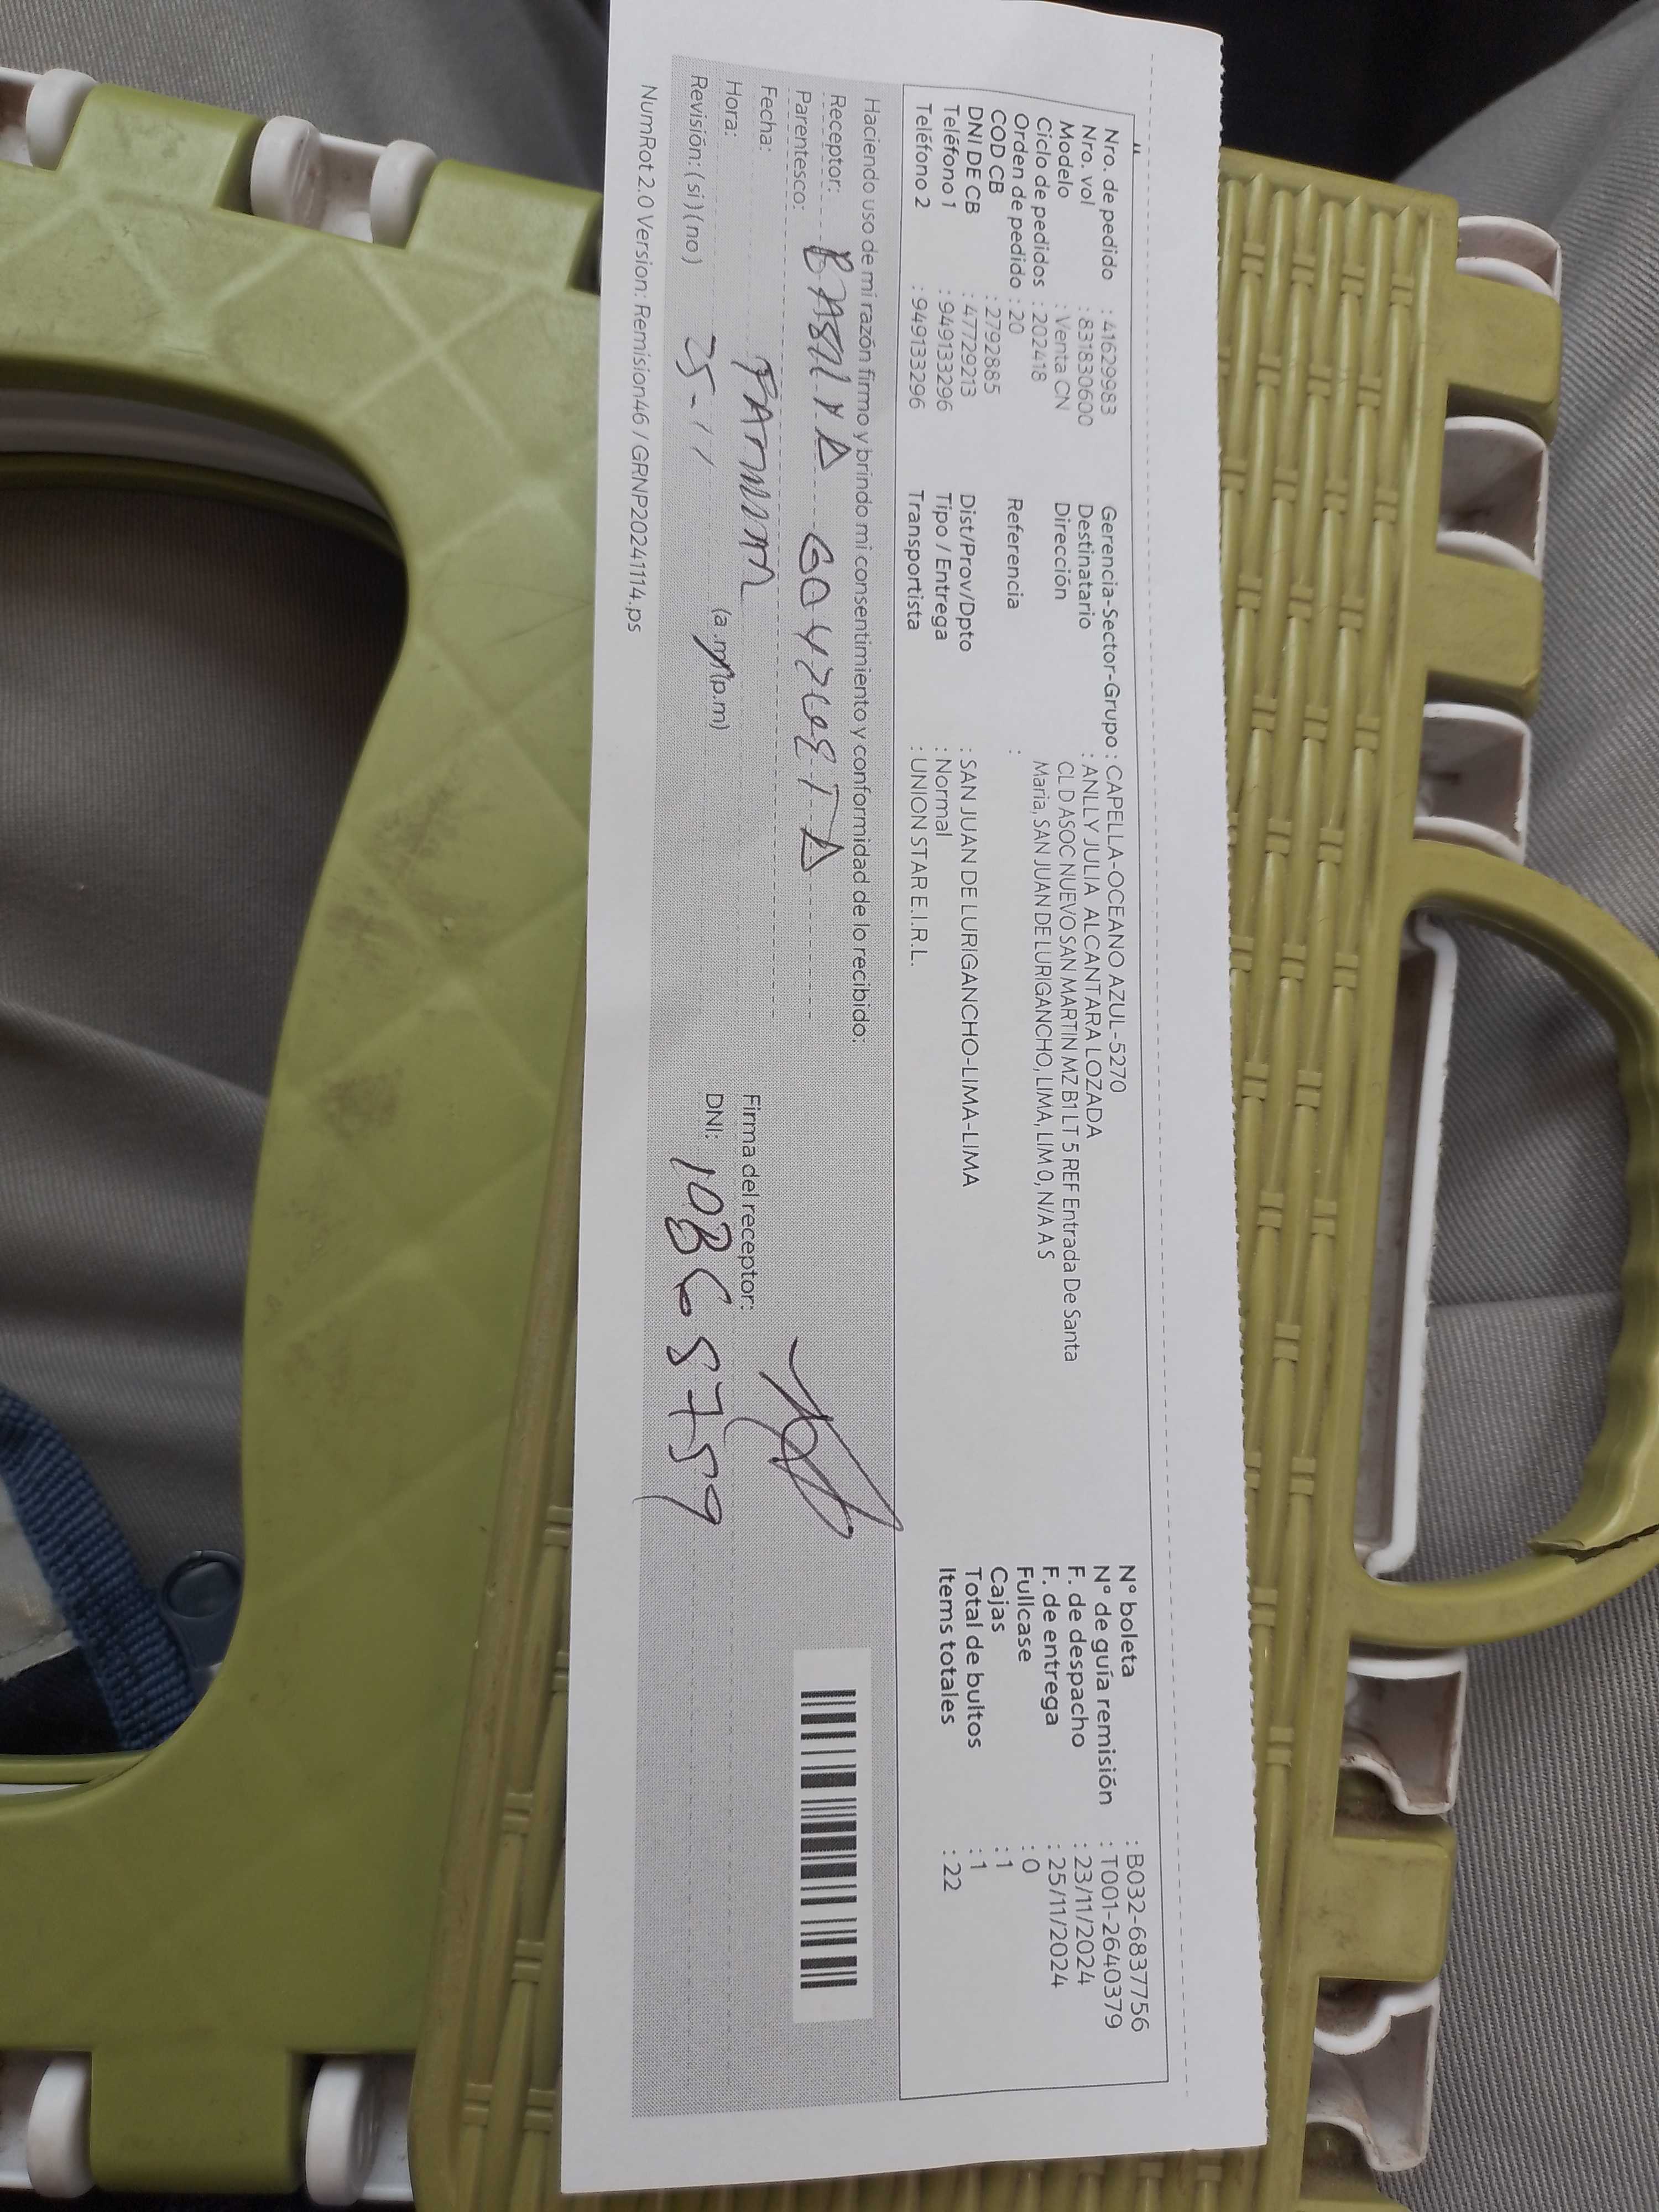 Nro. de pedido : 41629983
Nro. vol : 831830600
Modelo : Venta CN
Ciclo de pedidos : 202418
Orden de pedido : 20
COD CB : 2792885
DNI DE CB : 47729213
Teléfono 1 : 949133296
Teléfono 2 : 949133296
Gerencia-Sector-Grupo : CAPELLA-OCEANO AZUL-5270
Destinatario : ANLLY JULIA ALCANTARA LOZADA
Dirección CL D ASOC NUEVO SAN MARTIN MZ B1 LT 5 REF Entrada De Santa
Maria, SAN JUAN DE LURIGANCHO, LIMA, LIM 0, N/A A S
Referencia :
Dist/Prov/Dpto : SAN JUAN DE LURIGANCHO-LIMA-LIMA
Tipo / Entrega : Normal
Transportista : UNION STAR E.I.R.L.
N° boleta : B032-6837756
N° de guía remisión : T001-2640379
F. de despacho : 23/11/2024
F. de entrega : 25/11/2024
Fullcase : 0
Cajas : 1
Total de bultos : 1
Items totales : 22
Haciendo uso de mi razón firmo y brindo mi consentimiento y conformidad de lo recibido:
Receptor:
Parentesco:
Fecha:
Hora: (a.m/p.m)
Revisión: (si) (no) 25-11
Firma del receptor:
DNI: 10868759
NumRot 2.0 Version: Remision46 / GRNP20241114.ps